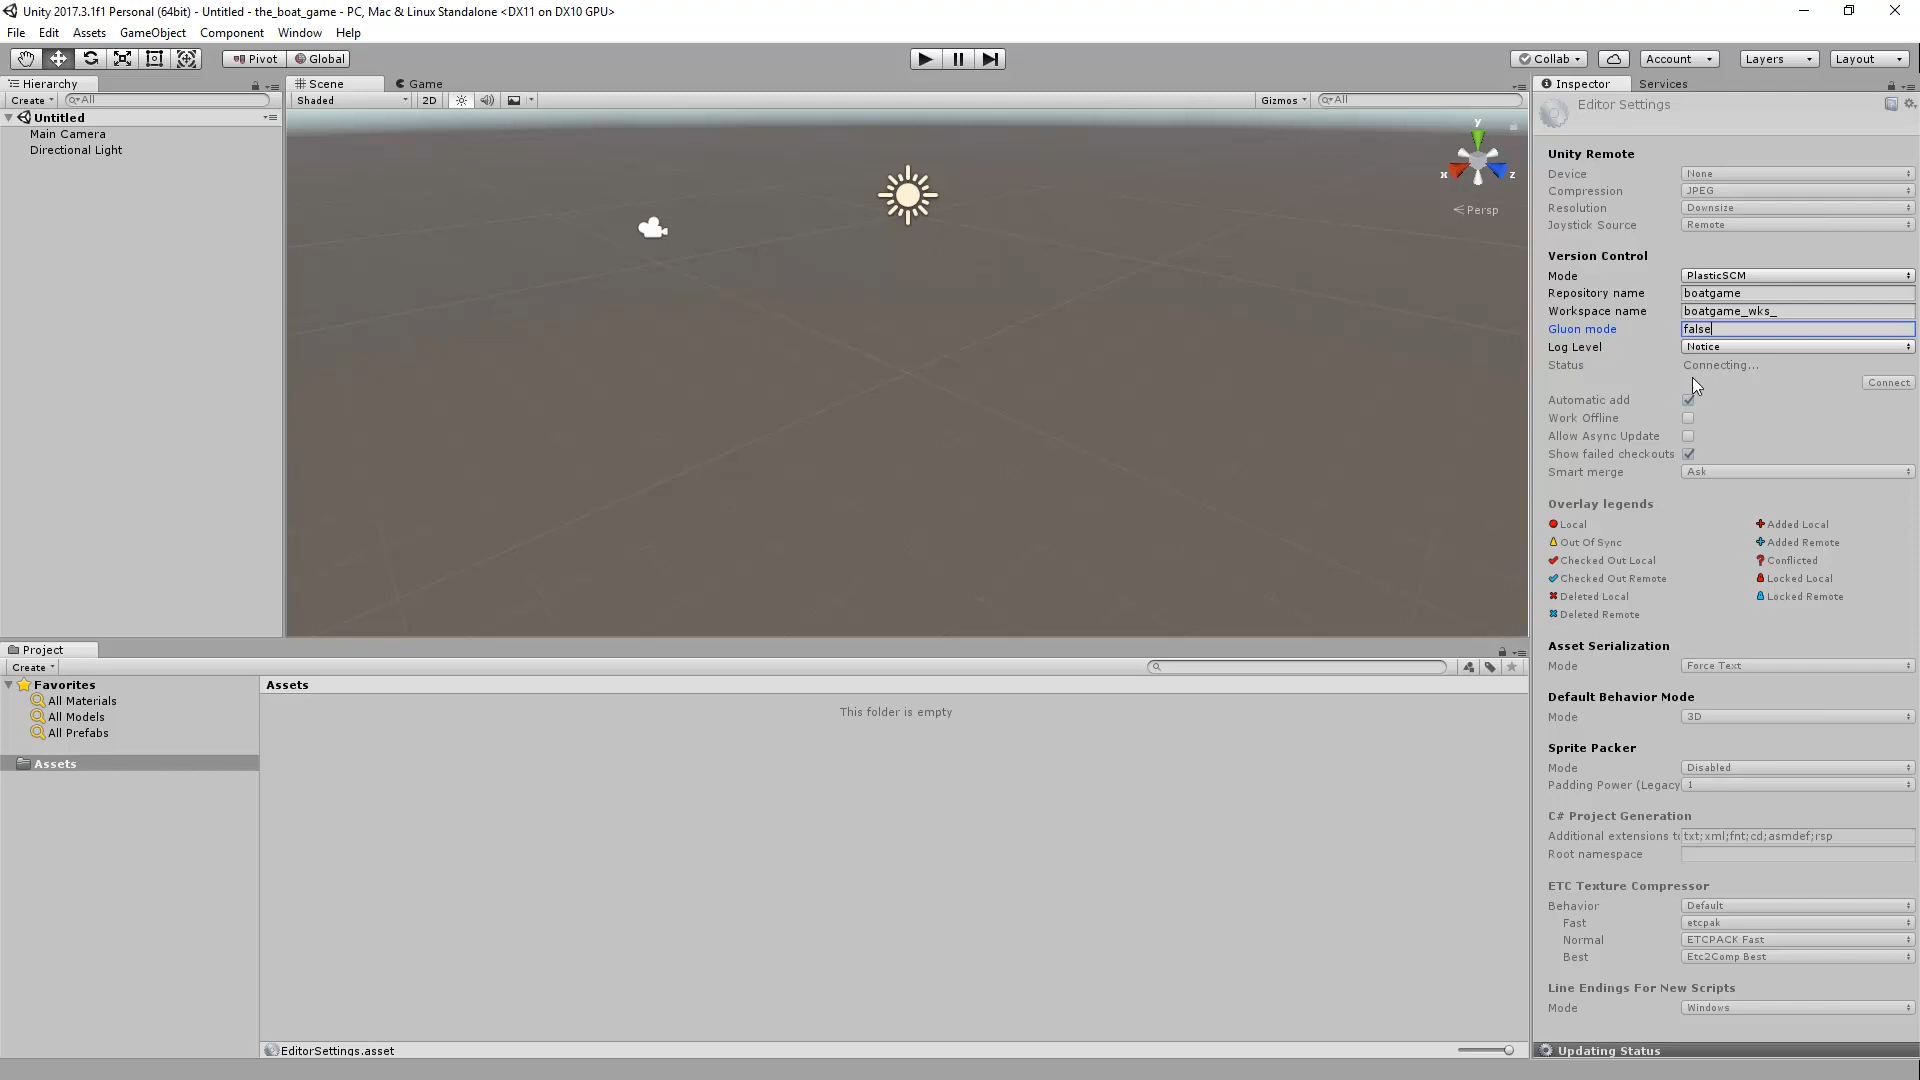 Unity 2017.3.1f1 Personal (64bit) - Untitled - the_boat_game - PC, Mac & Linux Standalone <DX11 on DX10 GPU>
File Edit Assets GameObject Component Window Help
Pivot Global Collab Account Layers Layout
Hierarchy
Create All
Untitled
Main Camera
Directional Light
Scene Game
Shaded 2D Gizmos All
y
x z
Persp
Inspector Services
Editor Settings
Unity Remote
Device None
Compression JPEG
Resolution Downsize
Joystick Source Remote
Version Control
Mode PlasticSCM
Repository name boatgame
Workspace name boatgame_wks_
Gluon mode false
Log Level Notice
Status Connecting...
Connect
Automatic add
Work Offline
Allow Async Update
Show failed checkouts
Smart merge Ask
Overlay legends
Local Added Local
Out Of Sync Added Remote
Checked Out Local Conflicted
Checked Out Remote Locked Local
Deleted Local Locked Remote
Deleted Remote
Asset Serialization
Mode Force Text
Default Behavior Mode
Mode 3D
Sprite Packer
Mode Disabled
Padding Power (Legacy 1
C# Project Generation
Additional extensions to txt;xml;fnt;cd;asmdef;rsp
Root namespace
ETC Texture Compressor
Behavior Default
Fast etcpak
Normal ETCPACK Fast
Best Etc2Comp Best
Line Endings For New Scripts
Mode Windows
Updating Status
Project
Create
Favorites
All Materials
All Models
All Prefabs
Assets
Assets
This folder is empty
EditorSettings.asset